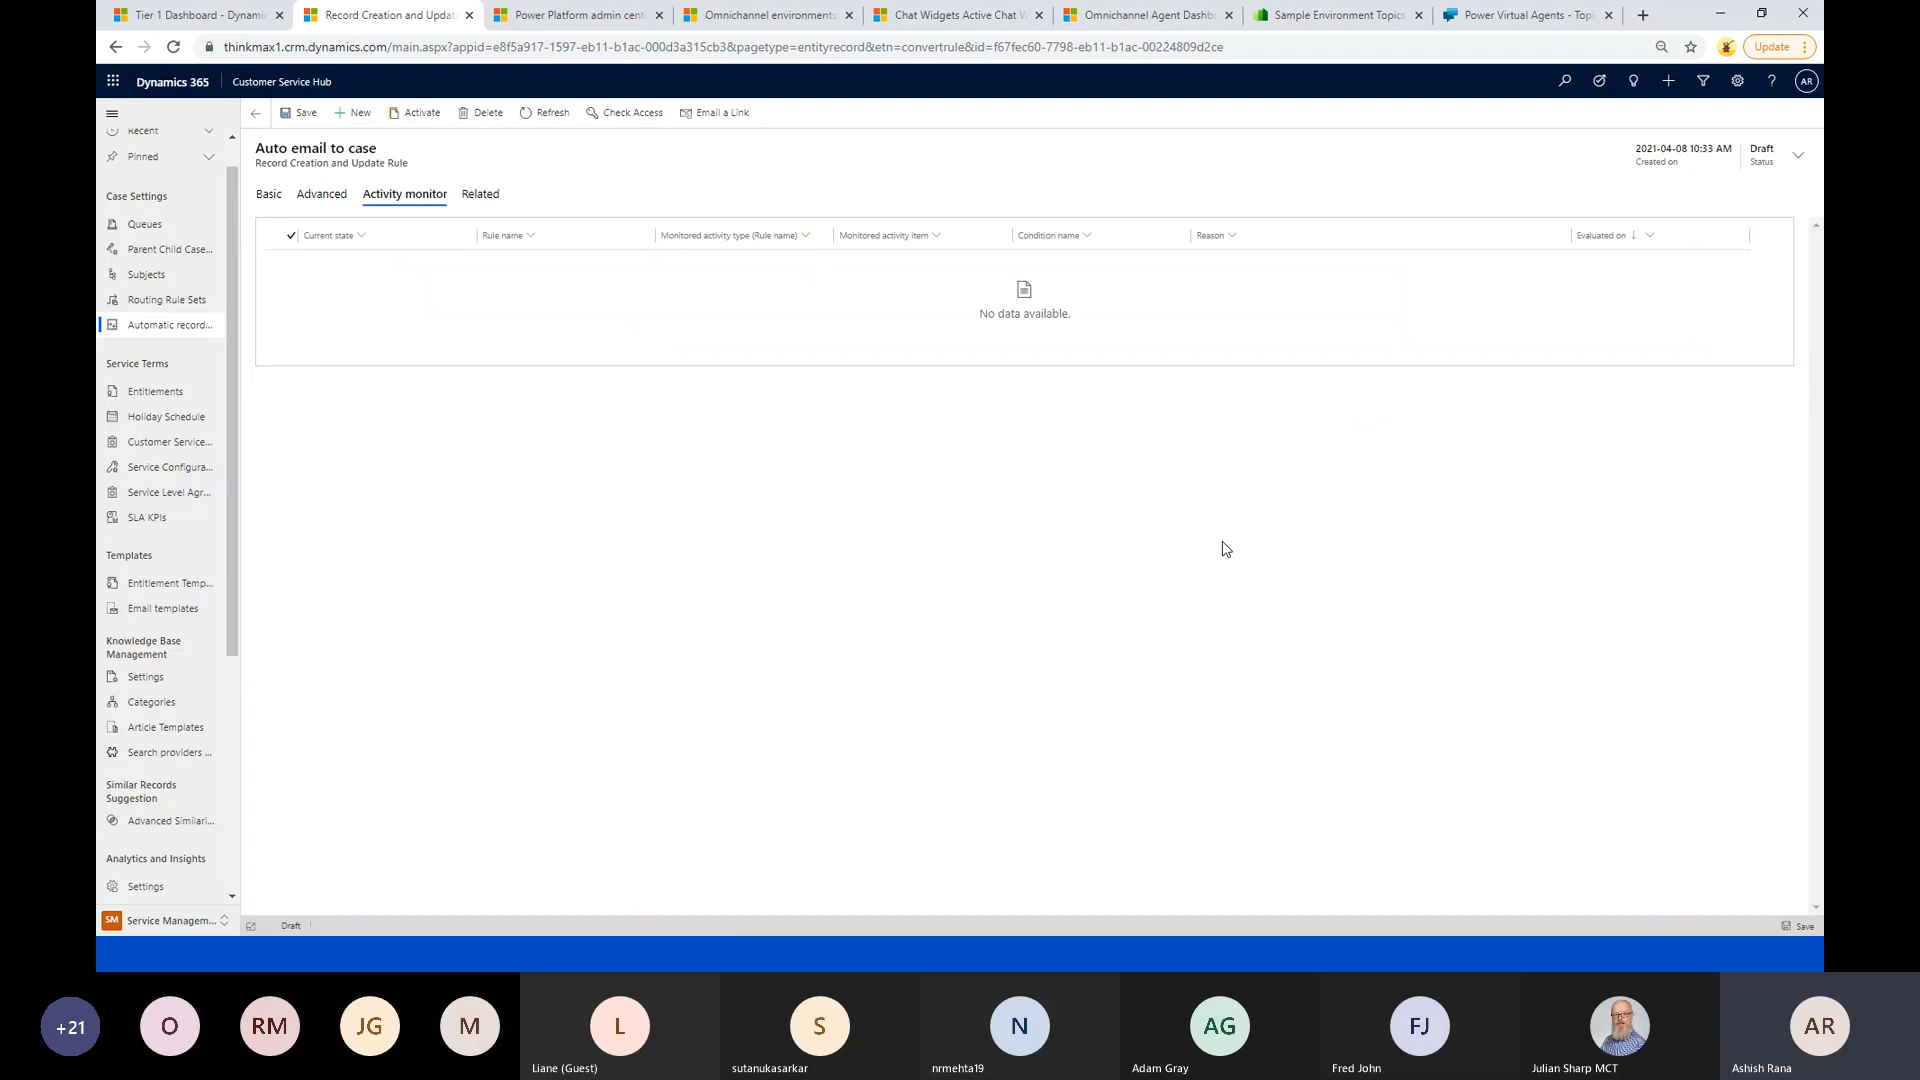 Tier 1 Dashboard - Dynamic
Record Creation and Updat
Power Platform admin cent
Omnichannel environments
Chat Widgets Active Chat W
Omnichannel Agent Dashb
Sample Environment Topics
Power Virtual Agents - Topi
thinkmax1.crm.dynamics.com/main.aspx?appid=e8f5a917-1597-eb11-b1ac-000d3a315cb3&pagetype=entityrecord&etn=convertrule&id=f67fec60-7798-eb11-b1ac-00224809d2ce
Update
Dynamics 365
Customer Service Hub
AR
Save
New
Activate
Delete
Refresh
Check Access
Email a Link
Recent
Pinned
Case Settings
Queues
Parent Child Case...
Subjects
Routing Rule Sets
Automatic record...
Service Terms
Entitlements
Holiday Schedule
Customer Service...
Service Configura...
Service Level Agr...
SLA KPIs
Templates
Entitlement Temp...
Email templates
Knowledge Base
Management
Settings
Categories
Article Templates
Search providers ...
Similar Records
Suggestion
Advanced Similari...
Analytics and Insights
Settings
SM
Service Managem...
Auto email to case
Record Creation and Update Rule
2021-04-08 10:33 AM
Created on
Draft
Status
Basic
Advanced
Activity monitor
Related
Current state
Rule name
Monitored activity type (Rule name)
Monitored activity item
Condition name
Reason
Evaluated on
No data available.
Draft
Save
+21
O
RM
JG
M
L
Liane (Guest)
S
sutanukasarkar
N
nrmehta19
AG
Adam Gray
FJ
Fred John
Julian Sharp MCT
AR
Ashish Rana